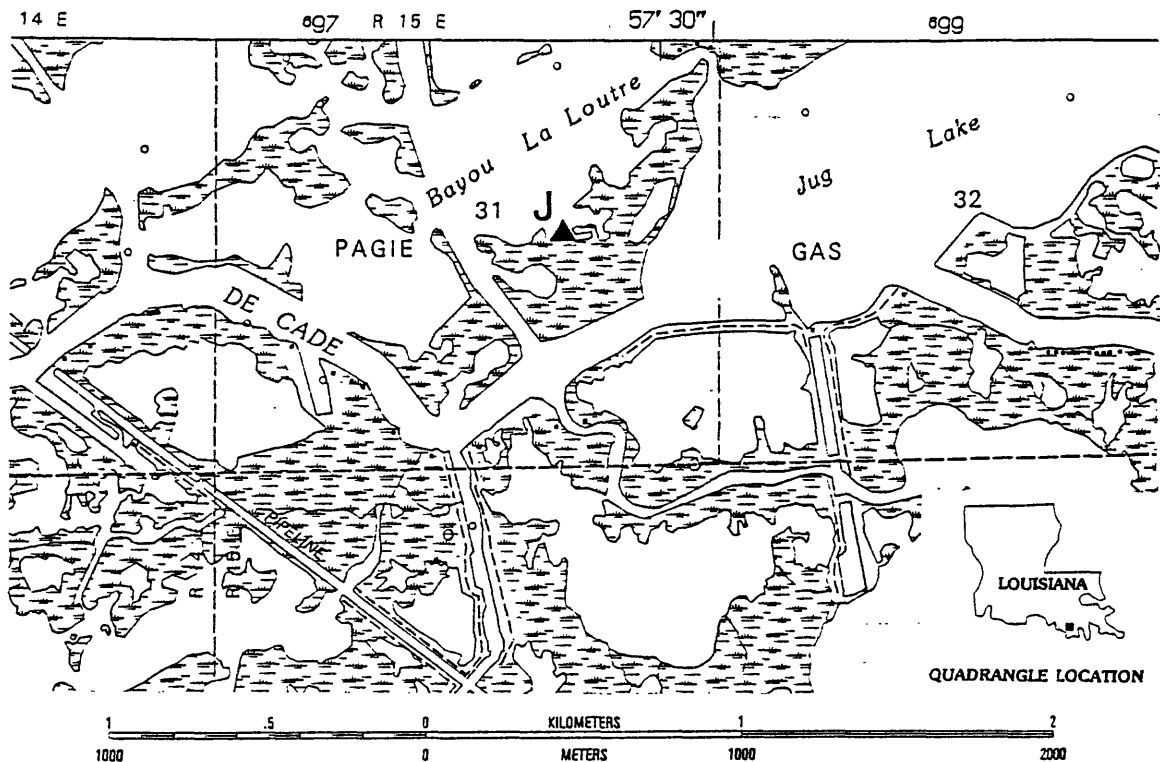 14 E 697 R 15 E 57' 30" 699
Bayou La Loutre
Jug Lake
31 J 32
PAGIE GAS
DE CADE
PIPELINE
LOUISIANA
QUADRANGLE LOCATION
1 .5 0 KILOMETERS 1 2
1000 0 METERS 1000 2000